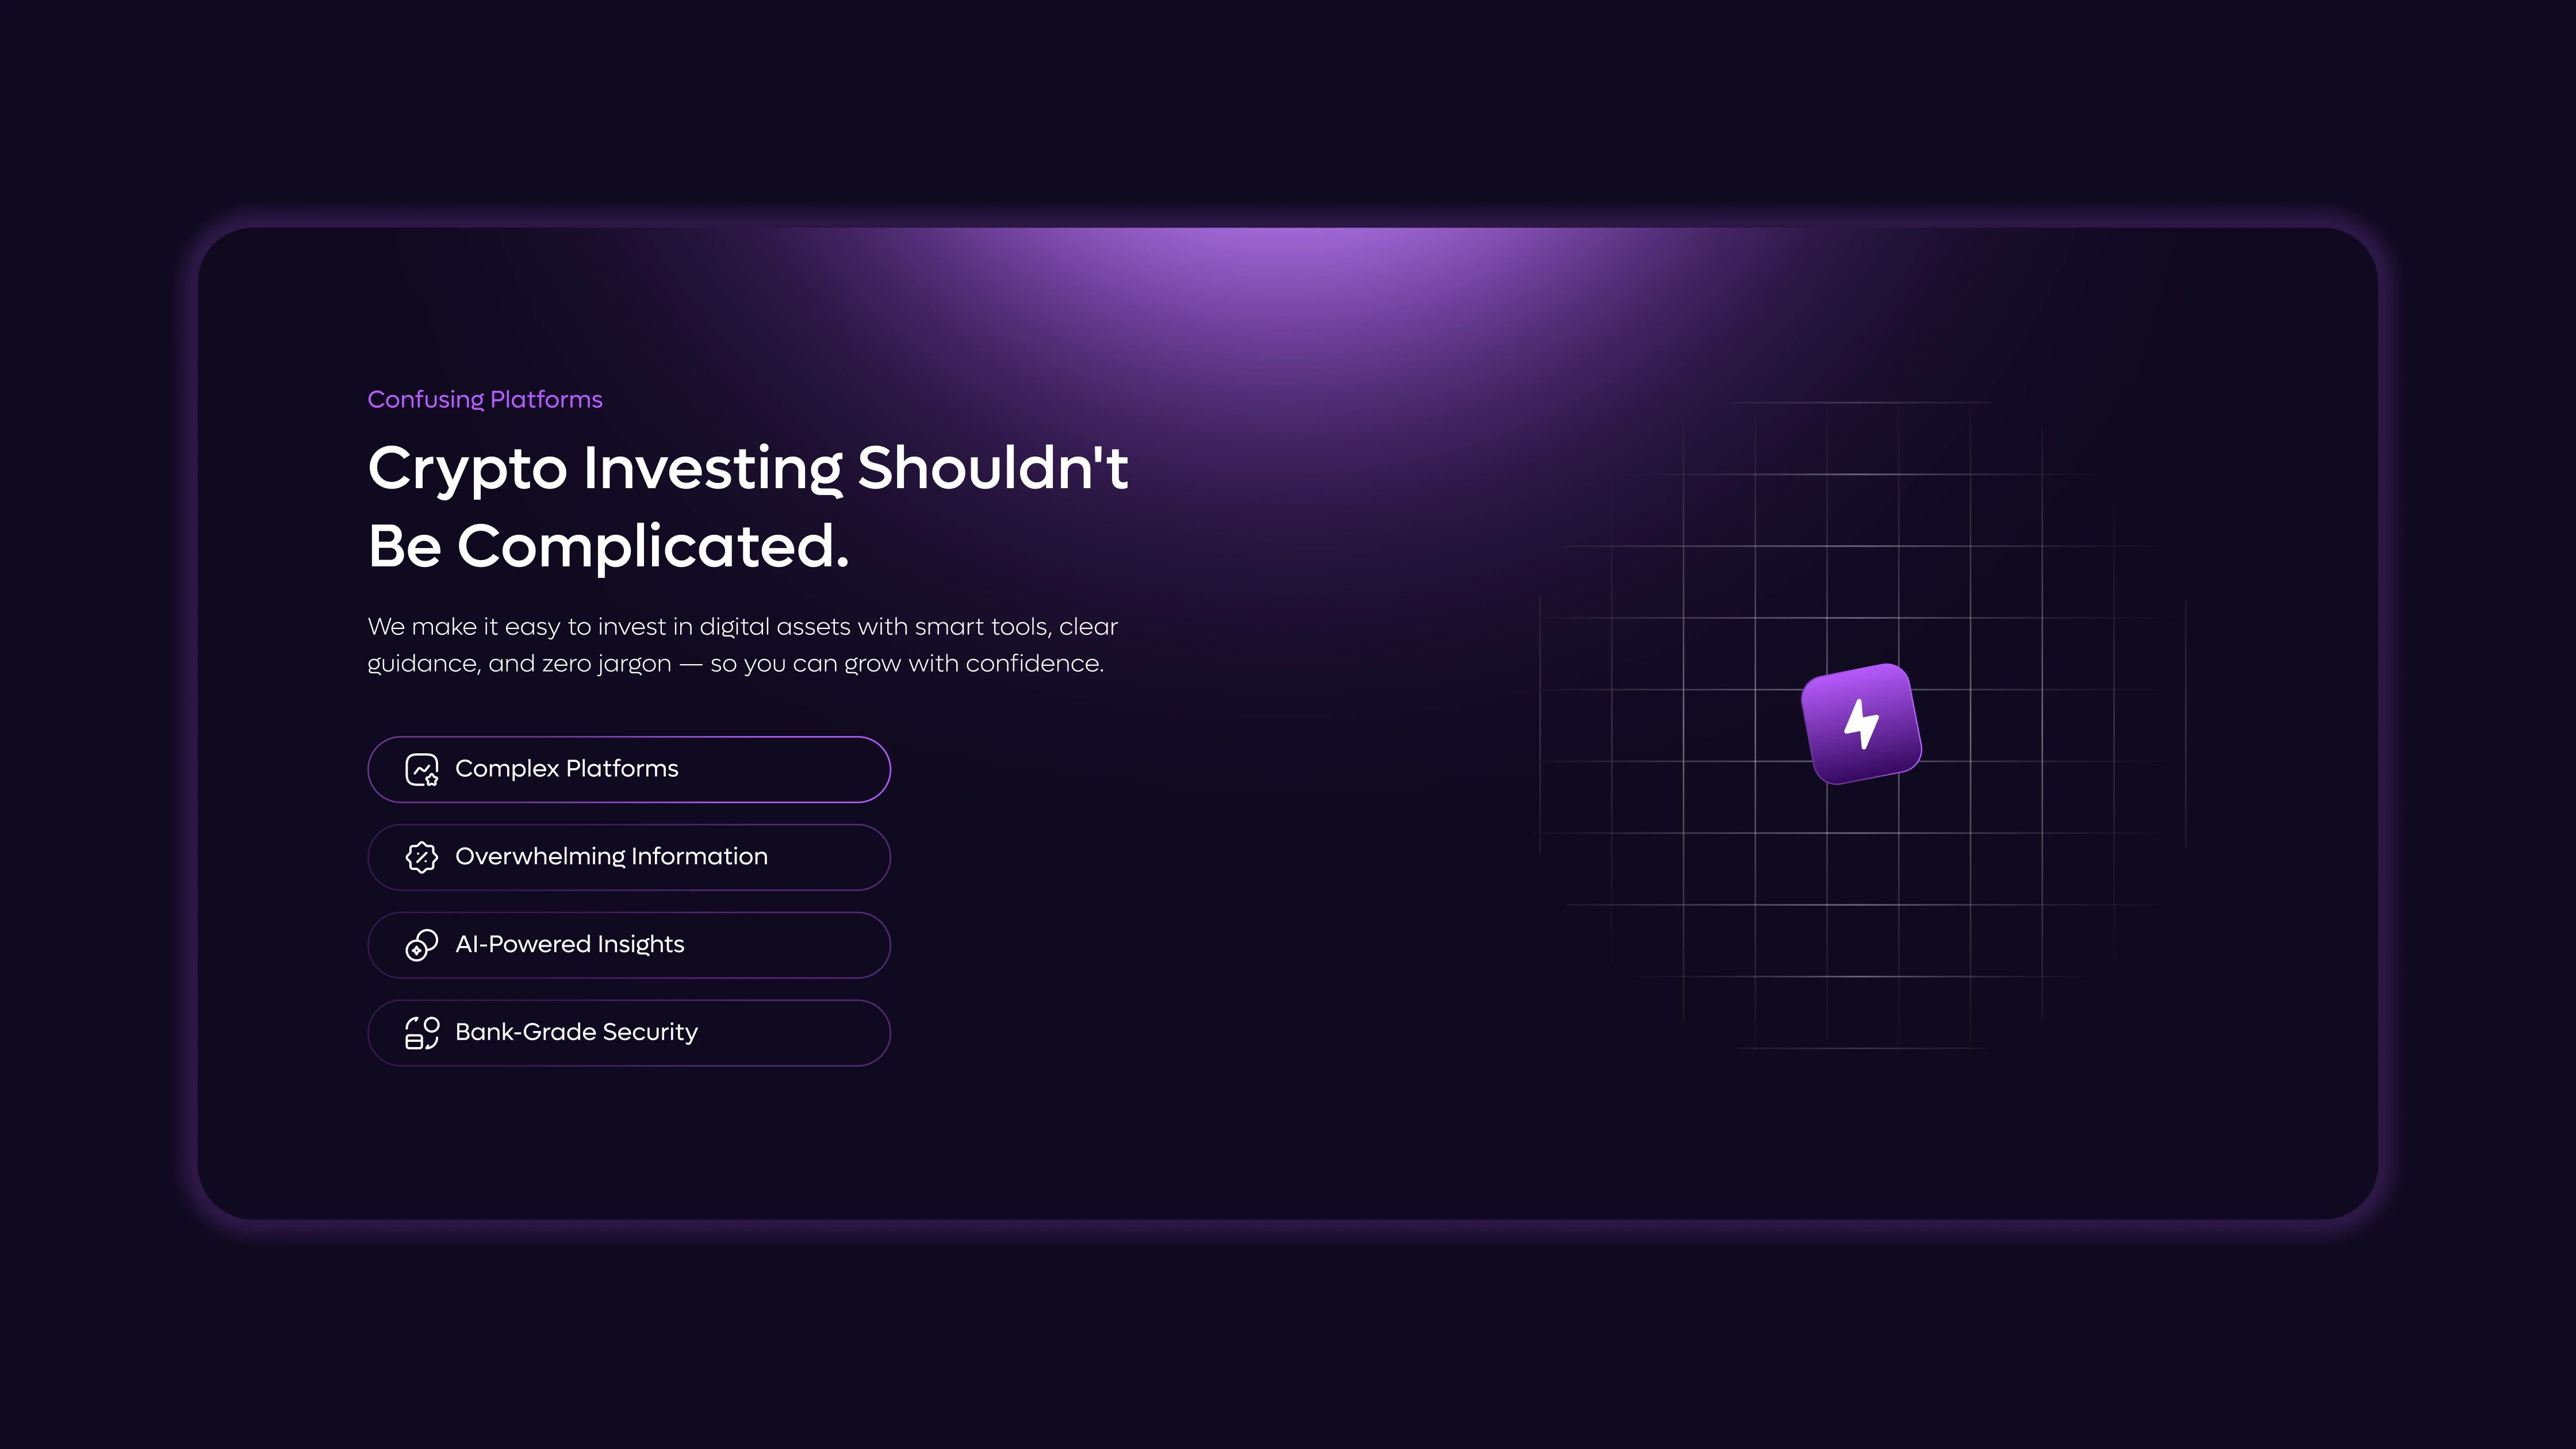 Confusing Platforms
Crypto Investing Shouldn't
Be Complicated.
We make it easy to invest in digital assets with smart tools, clear
guidance, and zero jargon — so you can grow with confidence.
Complex Platforms
Overwhelming Information
AI-Powered Insights
Bank-Grade Security